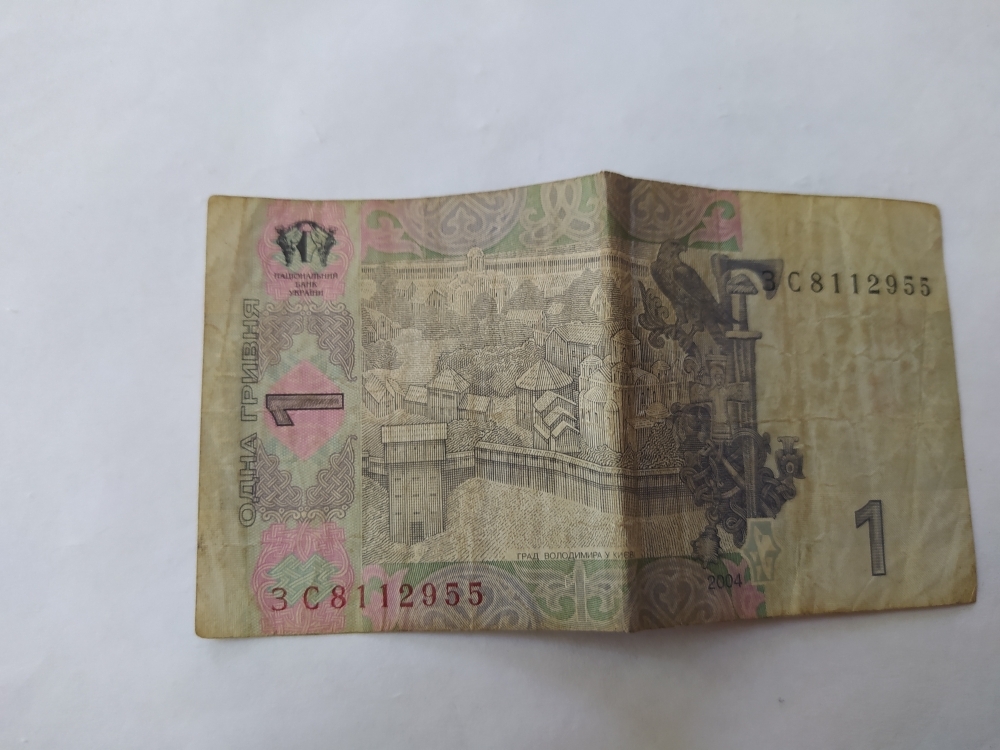 НАЦІОНАЛЬНИЙ
БАНК
УКРАЇНИ
ОДНА ГРИВНЯ
1
ЗС8112955
ГРАД ВОЛОДИМИРА У КИЄВІ
2004
1
ЗС8112955